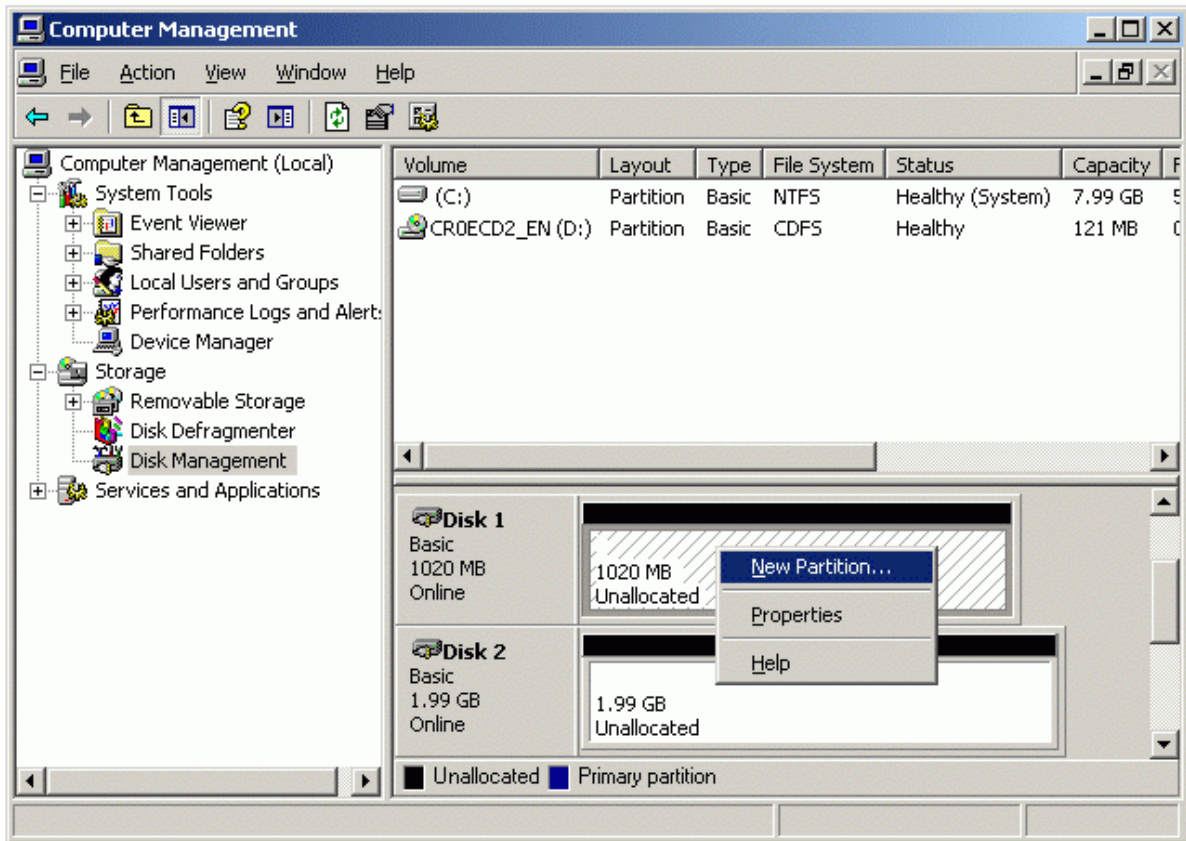 Computer Management
File Action View Window Help
Computer Management (Local)
System Tools
Event Viewer
Shared Folders
Local Users and Groups
Performance Logs and Alert
Device Manager
Storage
Removable Storage
Disk Defragmenter
Disk Management
Services and Applications
Volume Layout Type File System Status Capacity F
(C:) Partition Basic NTFS Healthy (System) 7.99 GB 5
CR0ECD2_EN (D:) Partition Basic CDFS Healthy 121 MB 0
Disk 1
Basic
1020 MB
Online
1020 MB
Unallocated
New Partition...
Properties
Help
Disk 2
Basic
1.99 GB
Online
1.99 GB
Unallocated
Unallocated Primary partition